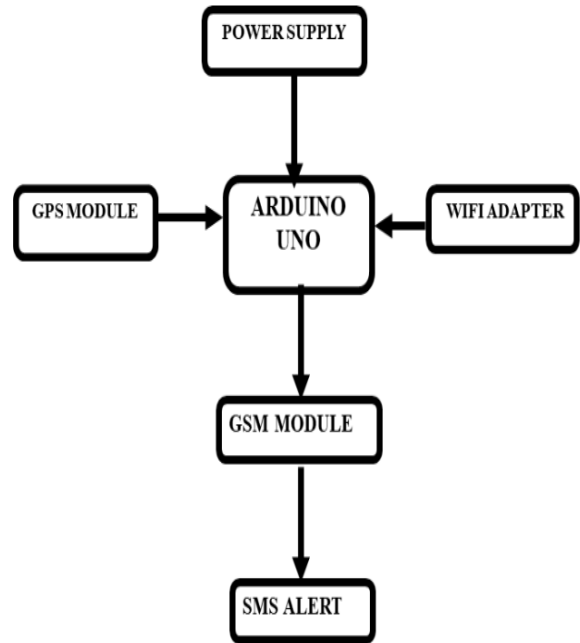 POWER SUPPLY
GPS MODULE
ARDUINO
UNO
WIFI ADAPTER
GSM MODULE
SMS ALERT